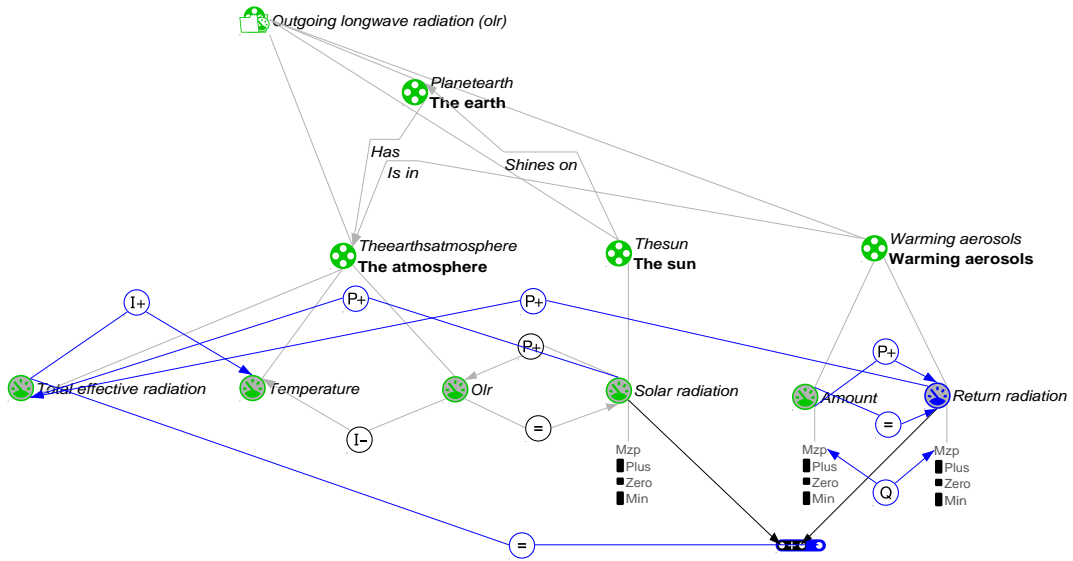 Outgoing longwave radiation (olr)
Planetearth
The earth
Has
Is in
Shines on
Theearthsatmosphere
The atmosphere
Thesun
The sun
Warming aerosols
Warming aerosols
I+
P+
P+
P+
P+
Total effective radiation
Temperature
Olr
Solar radiation
Amount
Return radiation
I-
=
=
Mzp
Plus
Zero
Min
Mzp
Plus
Zero
Min
Mzp
Plus
Zero
Min
Q
=
+